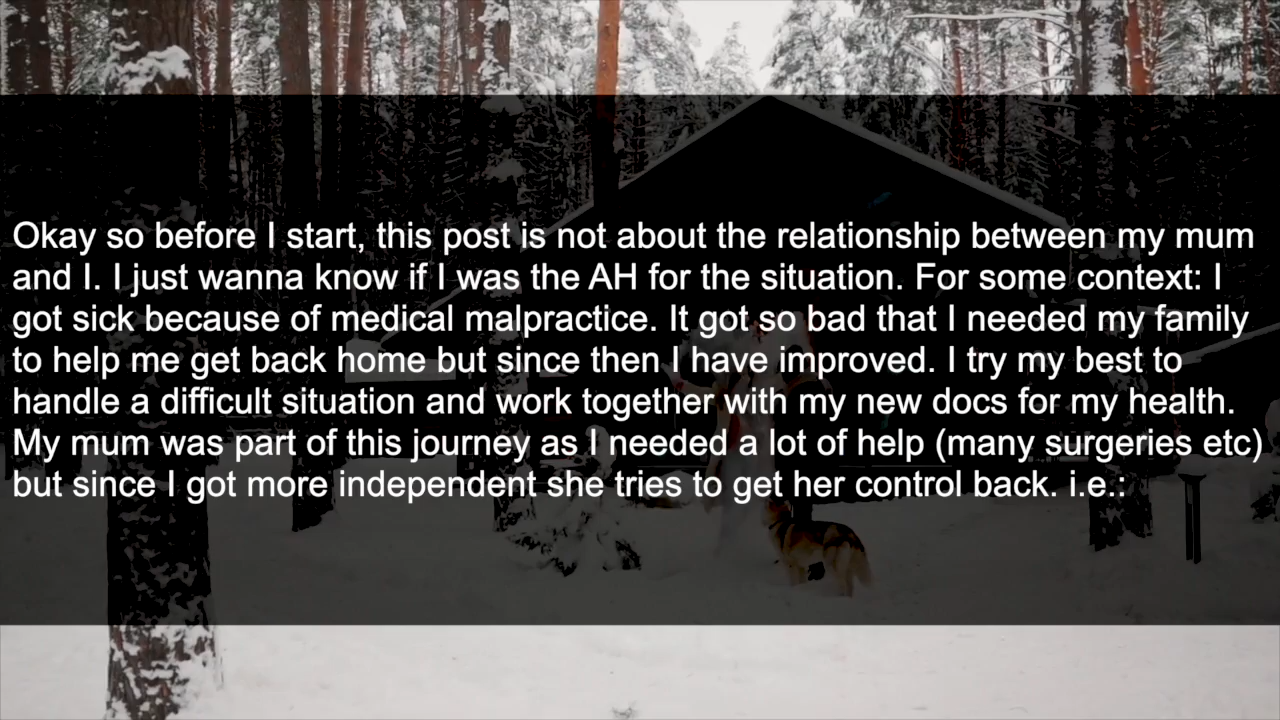 Okay so before I start, this post is not about the relationship between my mum
and I. I just wanna know if I was the AH for the situation. For some context: I
got sick because of medical malpractice. It got so bad that I needed my family
to help me get back home but since then I have improved. I try my best to
handle a difficult situation and work together with my new docs for my health.
My mum was part of this journey as I needed a lot of help (many surgeries etc)
but since I got more independent she tries to get her control back. i.e.: